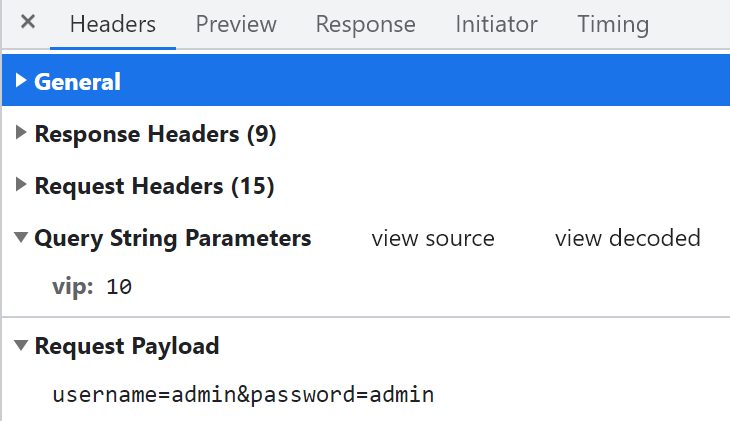 × Headers Preview Response Initiator Timing
General
Response Headers (9)
Request Headers (15)
Query String Parameters view source view decoded
vip: 10
Request Payload
username=admin&password=admin